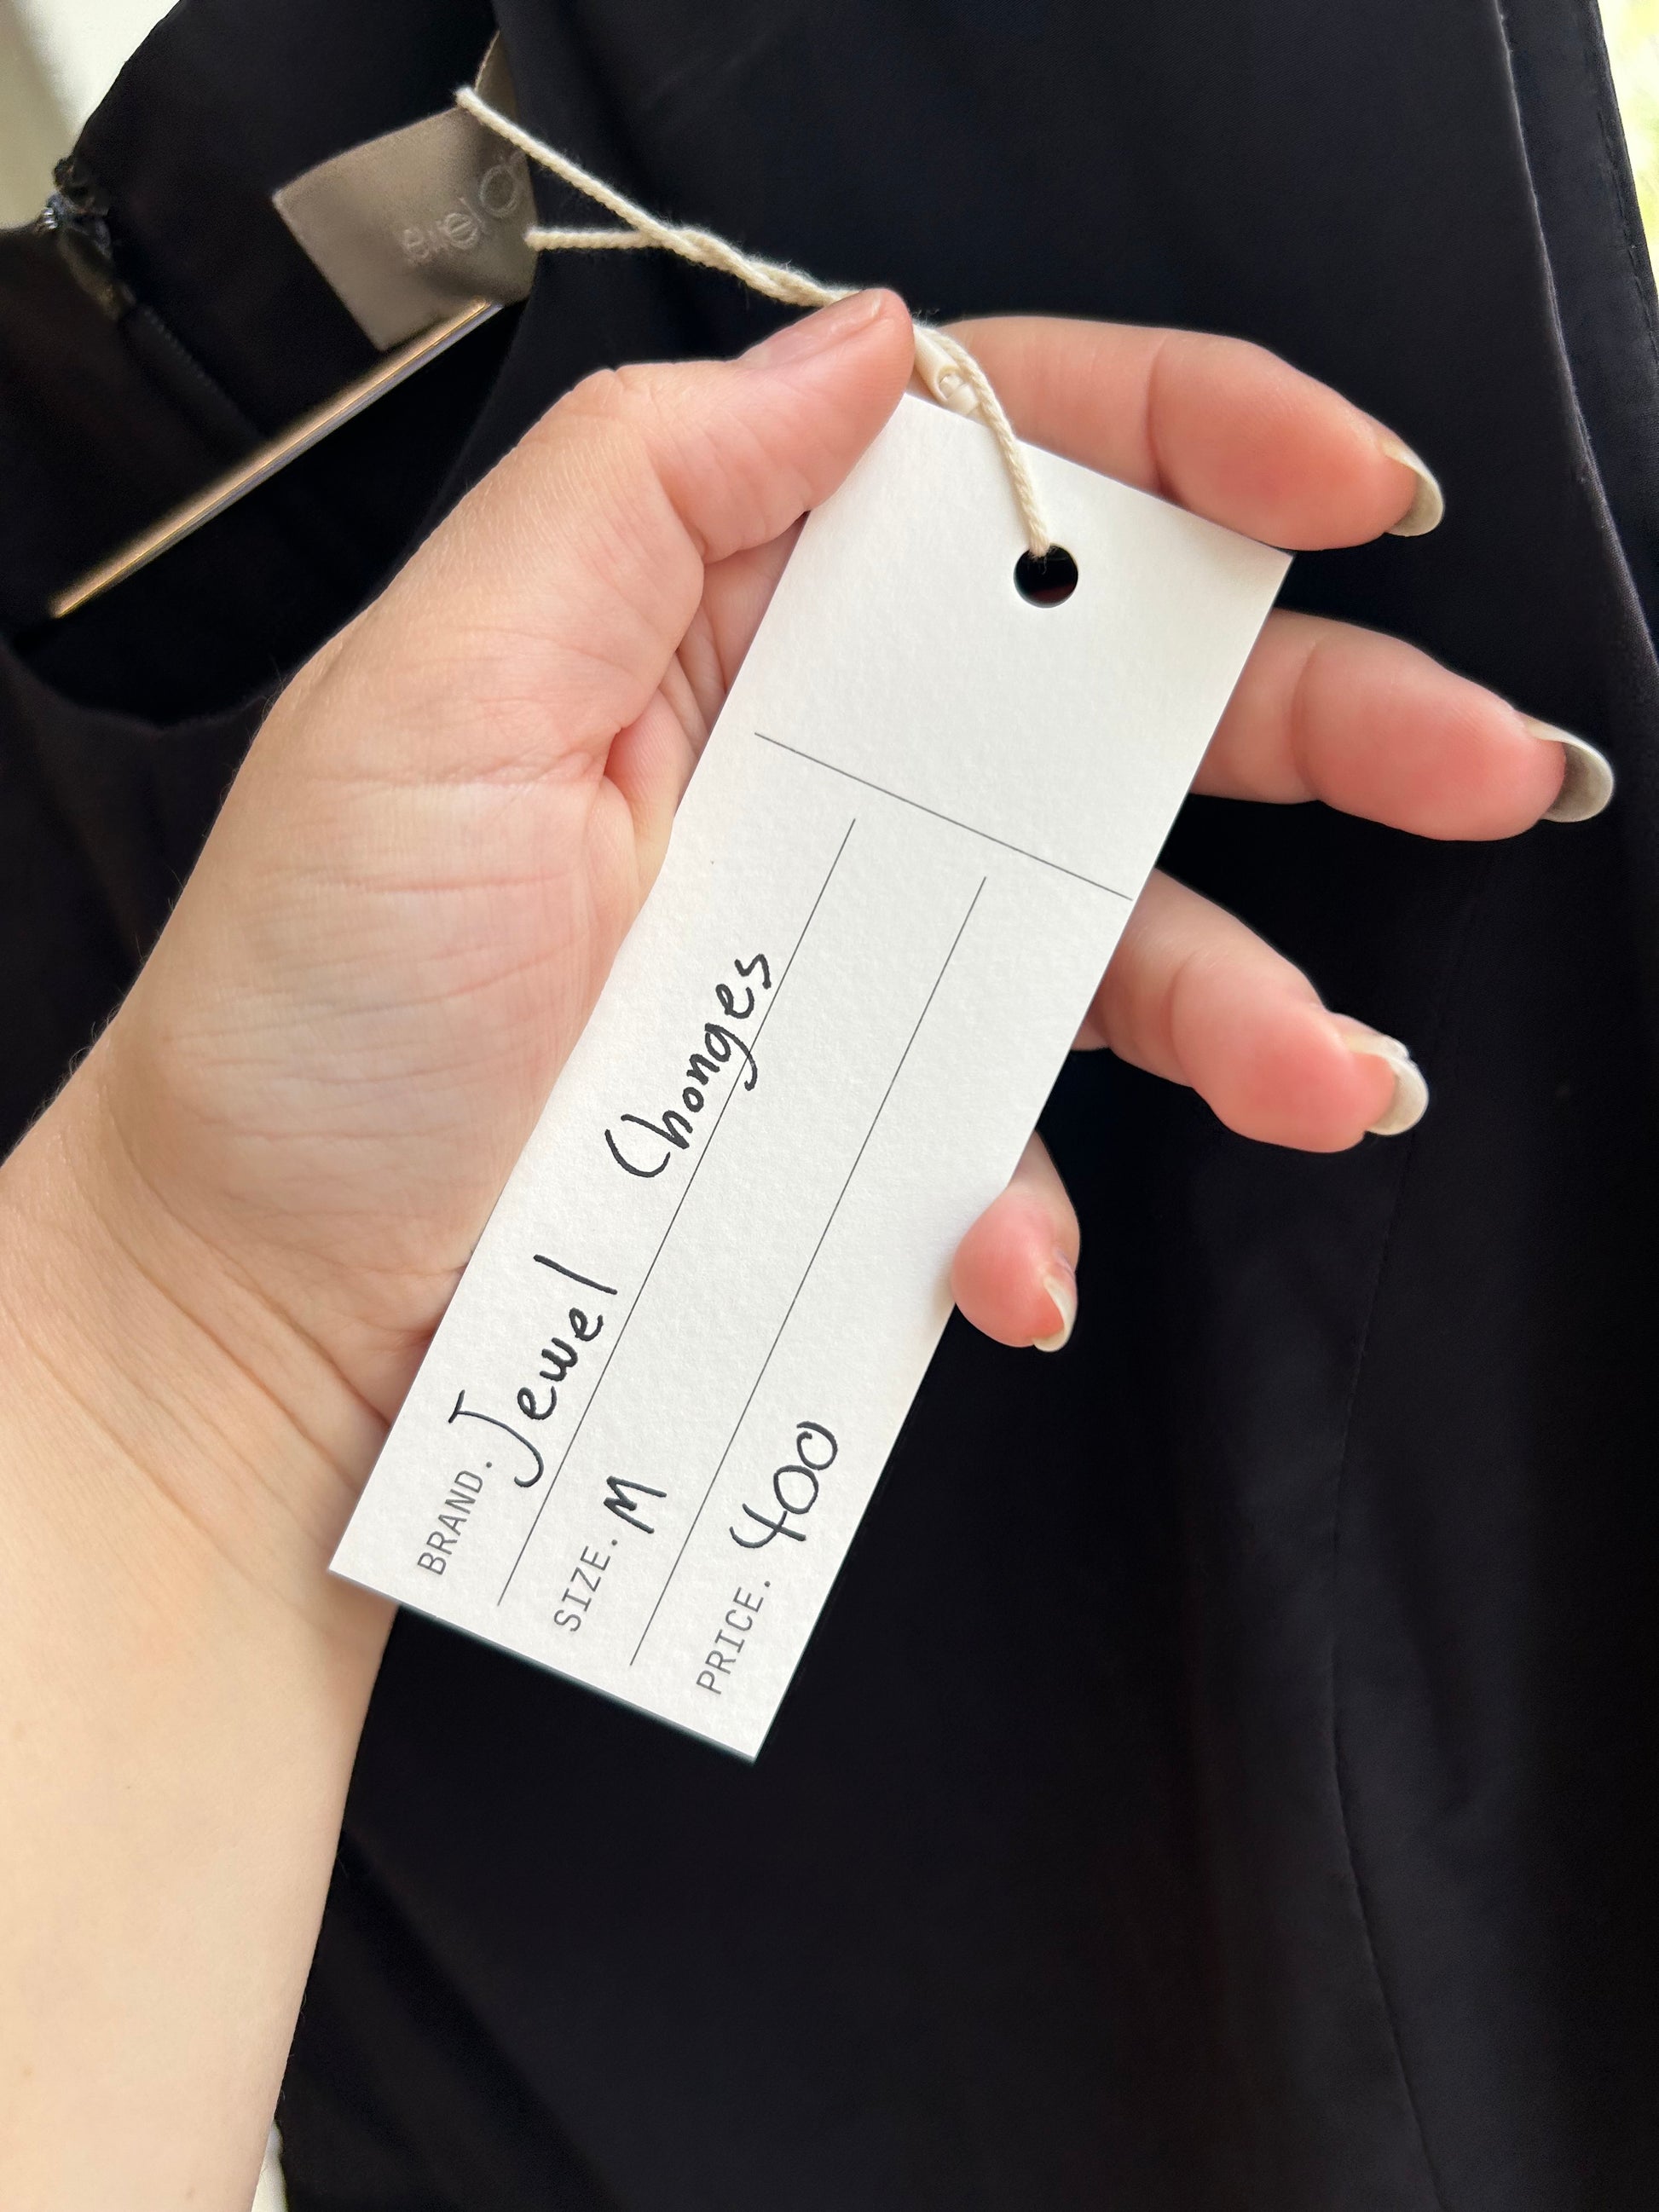 BRAND. Jewel Changes
SIZE. M
PRICE. 400